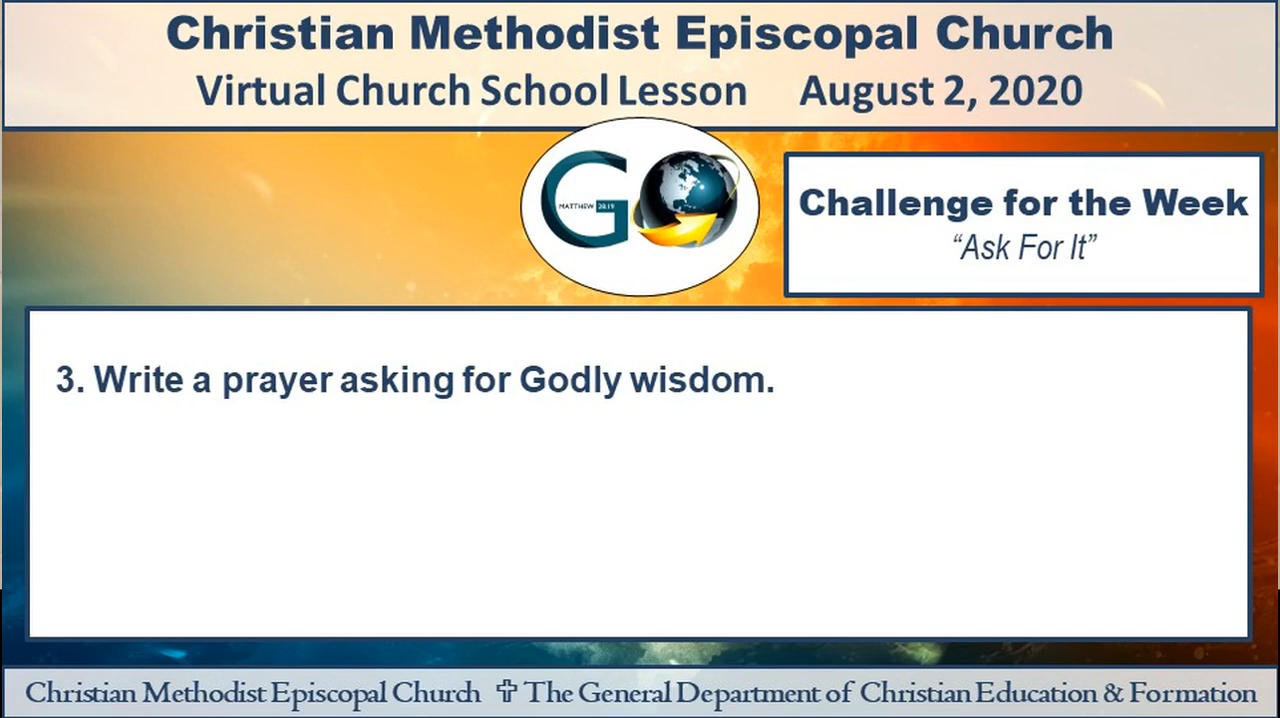 Christian Methodist Episcopal Church
Virtual Church School Lesson August 2, 2020
GO
MATTHEW 28:19
Challenge for the Week
“Ask For It”
3. Write a prayer asking for Godly wisdom.
Christian Methodist Episcopal Church ✞ The General Department of Christian Education & Formation